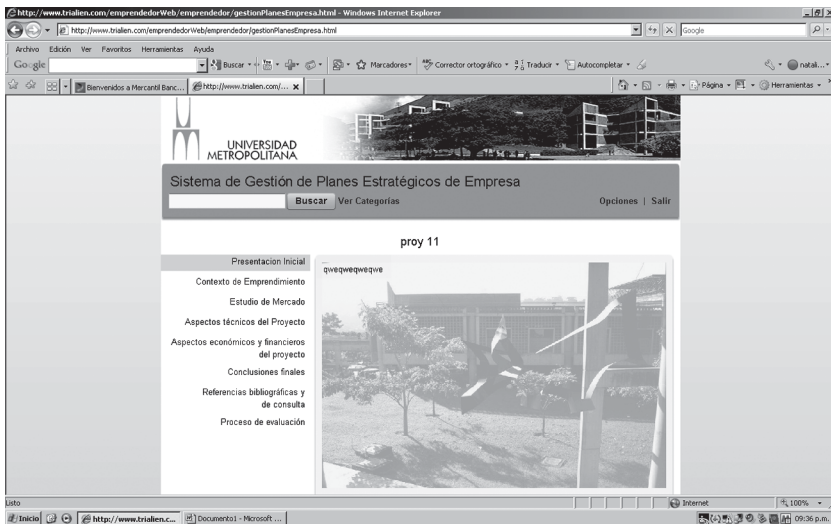 http://www.trialien.com/emprendedorWeb/emprendedor/gestionPlanesEmpresa.html - Windows Internet Explorer
http://www.trialien.com/emprendedorWeb/emprendedor/gestionPlanesEmpresa.html
Google
Archivo Edición Ver Favoritos Herramientas Ayuda
Google Buscar Marcadores Corrector ortográfico Traducir Autocompletar natali...
Bienvenidos a Mercantil Banc... http://www.trialien.com/... Página Herramientas
UNIVERSIDAD
METROPOLITANA
Sistema de Gestión de Planes Estratégicos de Empresa
Buscar Ver Categorías Opciones | Salir
proy 11
Presentacion Inicial
Contexto de Emprendimiento
Estudio de Mercado
Aspectos técnicos del Proyecto
Aspectos económicos y financieros
del proyecto
Conclusiones finales
Referencias bibliográficas y
de consulta
Proceso de evaluación
qweqweqweqwe
Listo Internet 100%
Inicio http://www.trialien.c... Documento1 - Microsoft ... 09:36 p.m.